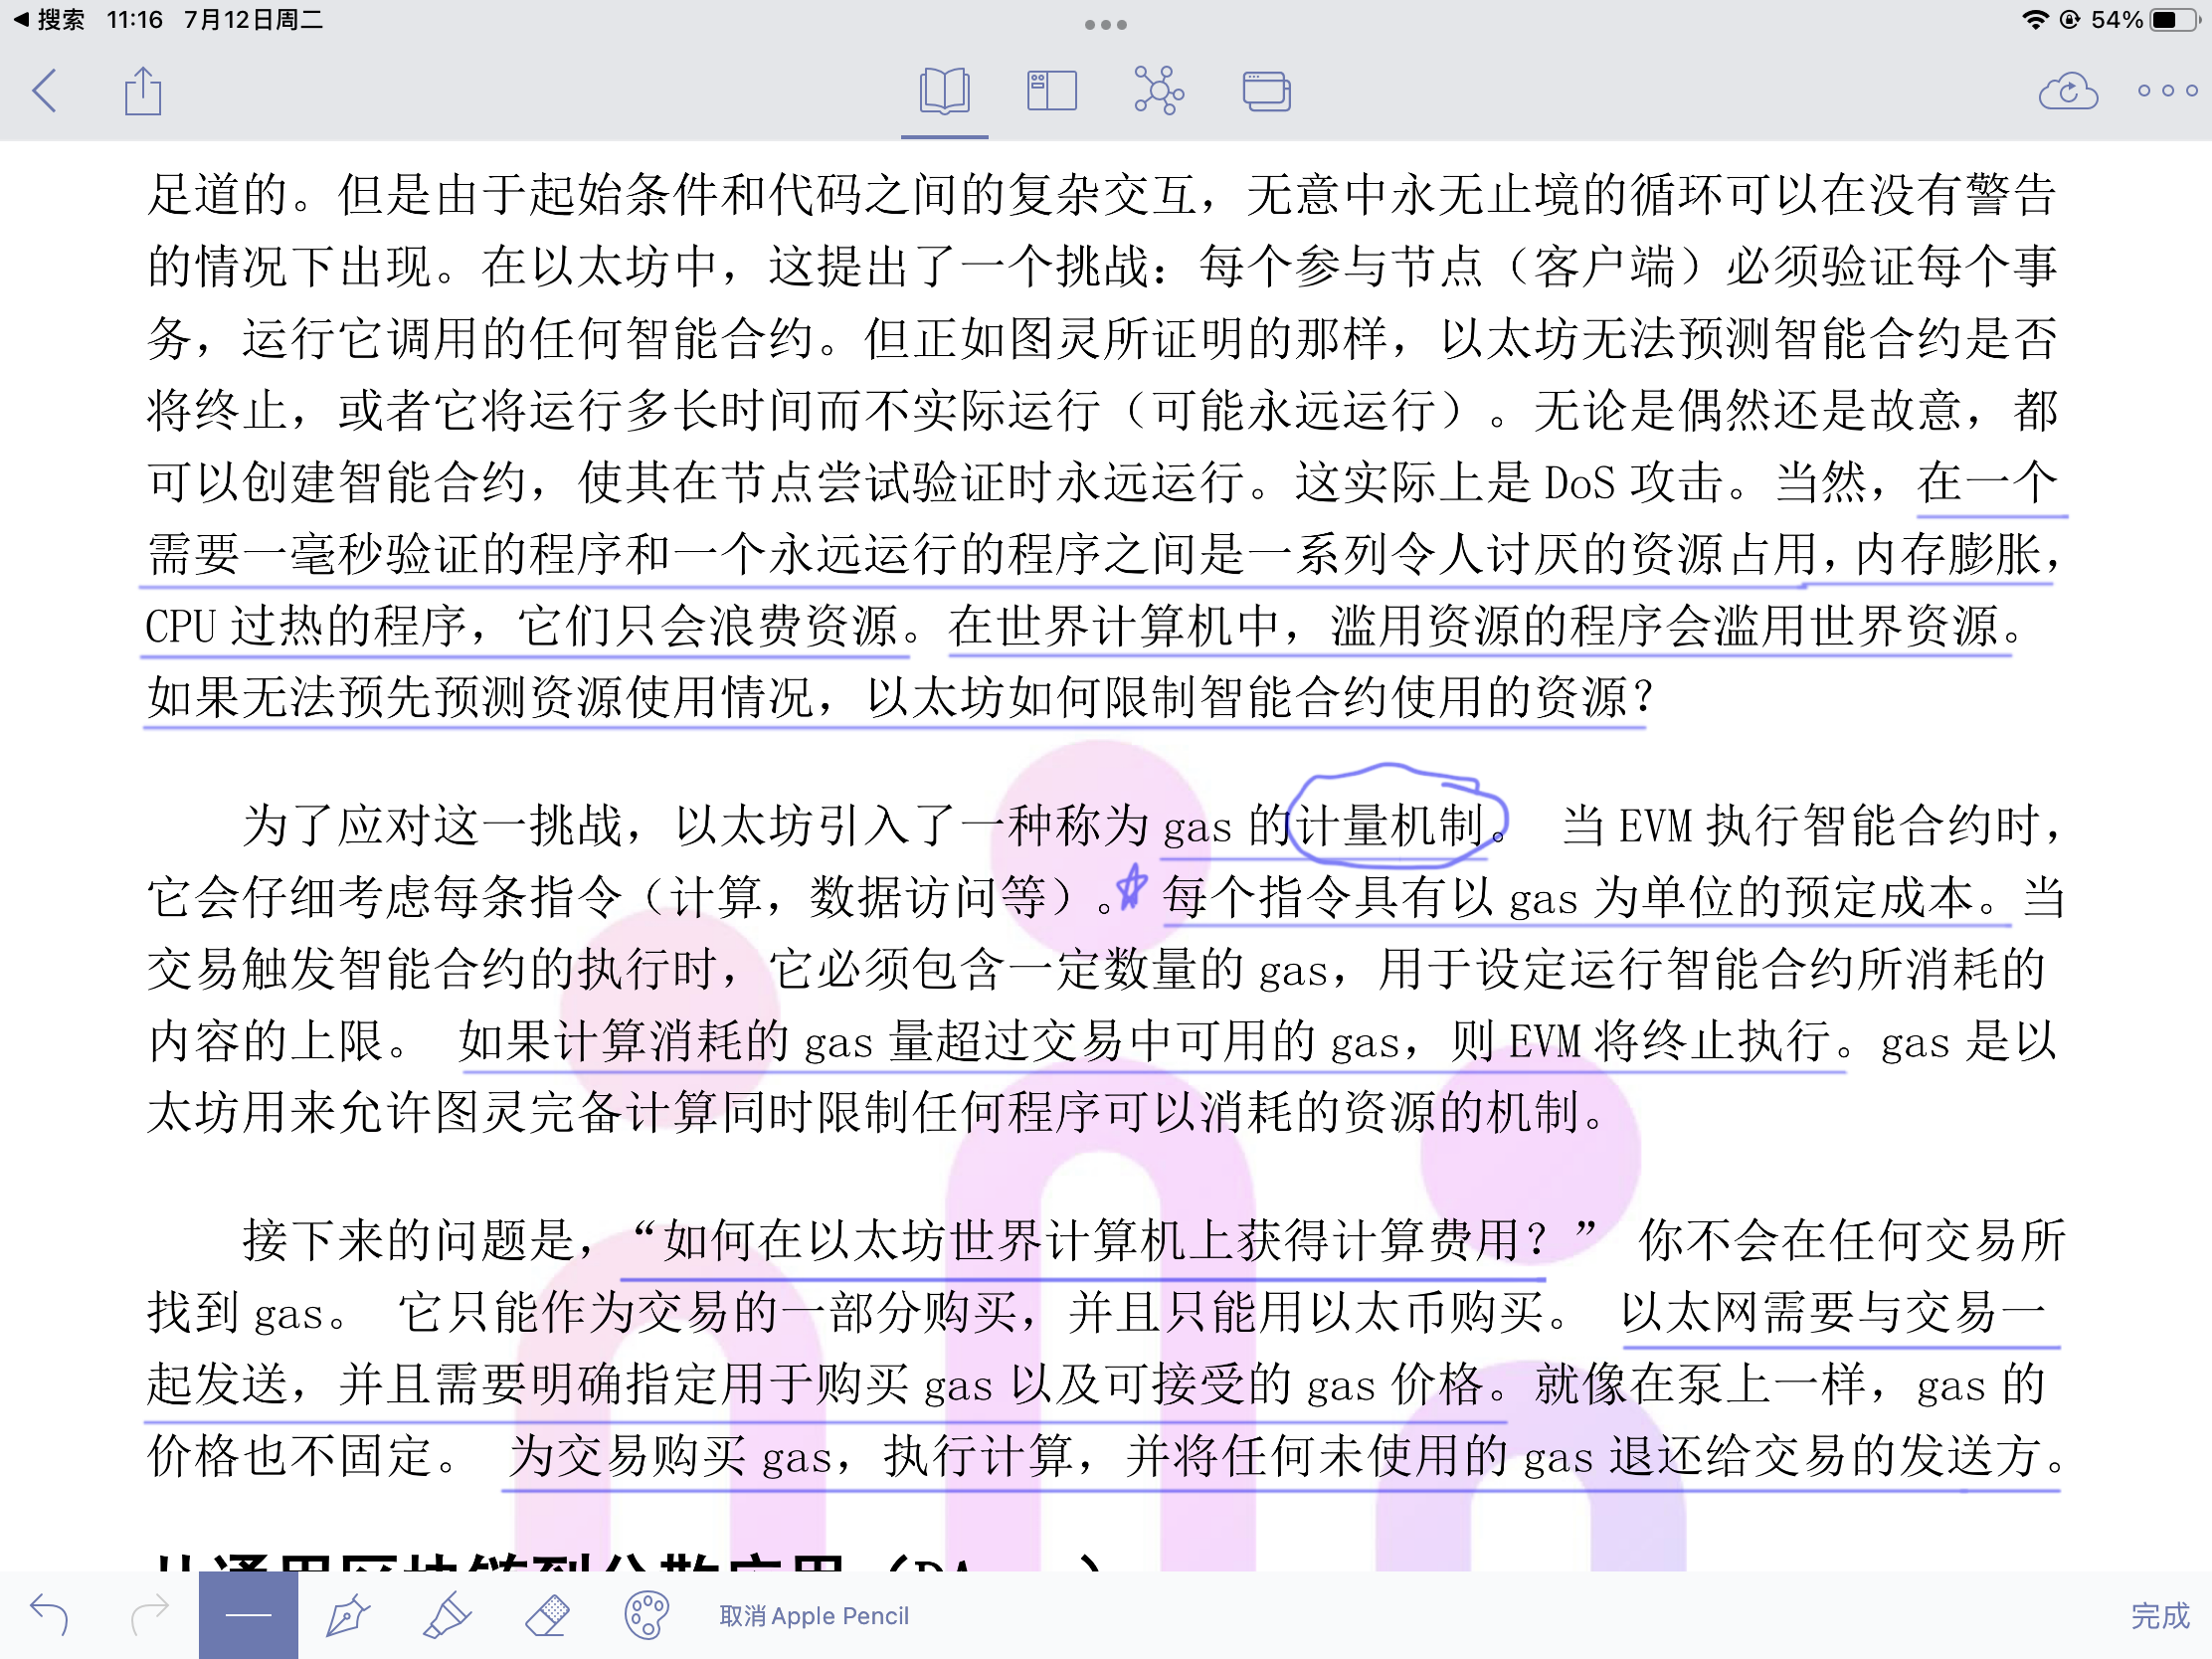 ◀ 搜索 11:16 7月12日周二 54%
足道的。但是由于起始条件和代码之间的复杂交互，无意中永无止境的循环可以在没有警告
的情况下出现。在以太坊中，这提出了一个挑战：每个参与节点（客户端）必须验证每个事
务，运行它调用的任何智能合约。但正如图灵所证明的那样，以太坊无法预测智能合约是否
将终止，或者它将运行多长时间而不实际运行（可能永远运行）。无论是偶然还是故意，都
可以创建智能合约，使其在节点尝试验证时永远运行。这实际上是 DoS 攻击。当然，在一个
需要一毫秒验证的程序和一个永远运行的程序之间是一系列令人讨厌的资源占用，内存膨胀，
CPU 过热的程序，它们只会浪费资源。在世界计算机中，滥用资源的程序会滥用世界资源。
如果无法预先预测资源使用情况，以太坊如何限制智能合约使用的资源？
为了应对这一挑战，以太坊引入了一种称为 gas 的计量机制。 当 EVM 执行智能合约时，
它会仔细考虑每条指令（计算，数据访问等）。 每个指令具有以 gas 为单位的预定成本。当
交易触发智能合约的执行时，它必须包含一定数量的 gas，用于设定运行智能合约所消耗的
内容的上限。 如果计算消耗的 gas 量超过交易中可用的 gas，则 EVM 将终止执行。gas 是以
太坊用来允许图灵完备计算同时限制任何程序可以消耗的资源的机制。
接下来的问题是，“如何在以太坊世界计算机上获得计算费用？” 你不会在任何交易所
找到 gas。 它只能作为交易的一部分购买，并且只能用以太币购买。 以太网需要与交易一
起发送，并且需要明确指定用于购买 gas 以及可接受的 gas 价格。就像在泵上一样，gas 的
价格也不固定。 为交易购买 gas，执行计算，并将任何未使用的 gas 退还给交易的发送方。
从通用区块链到分散应用（DA
取消 Apple Pencil 完成